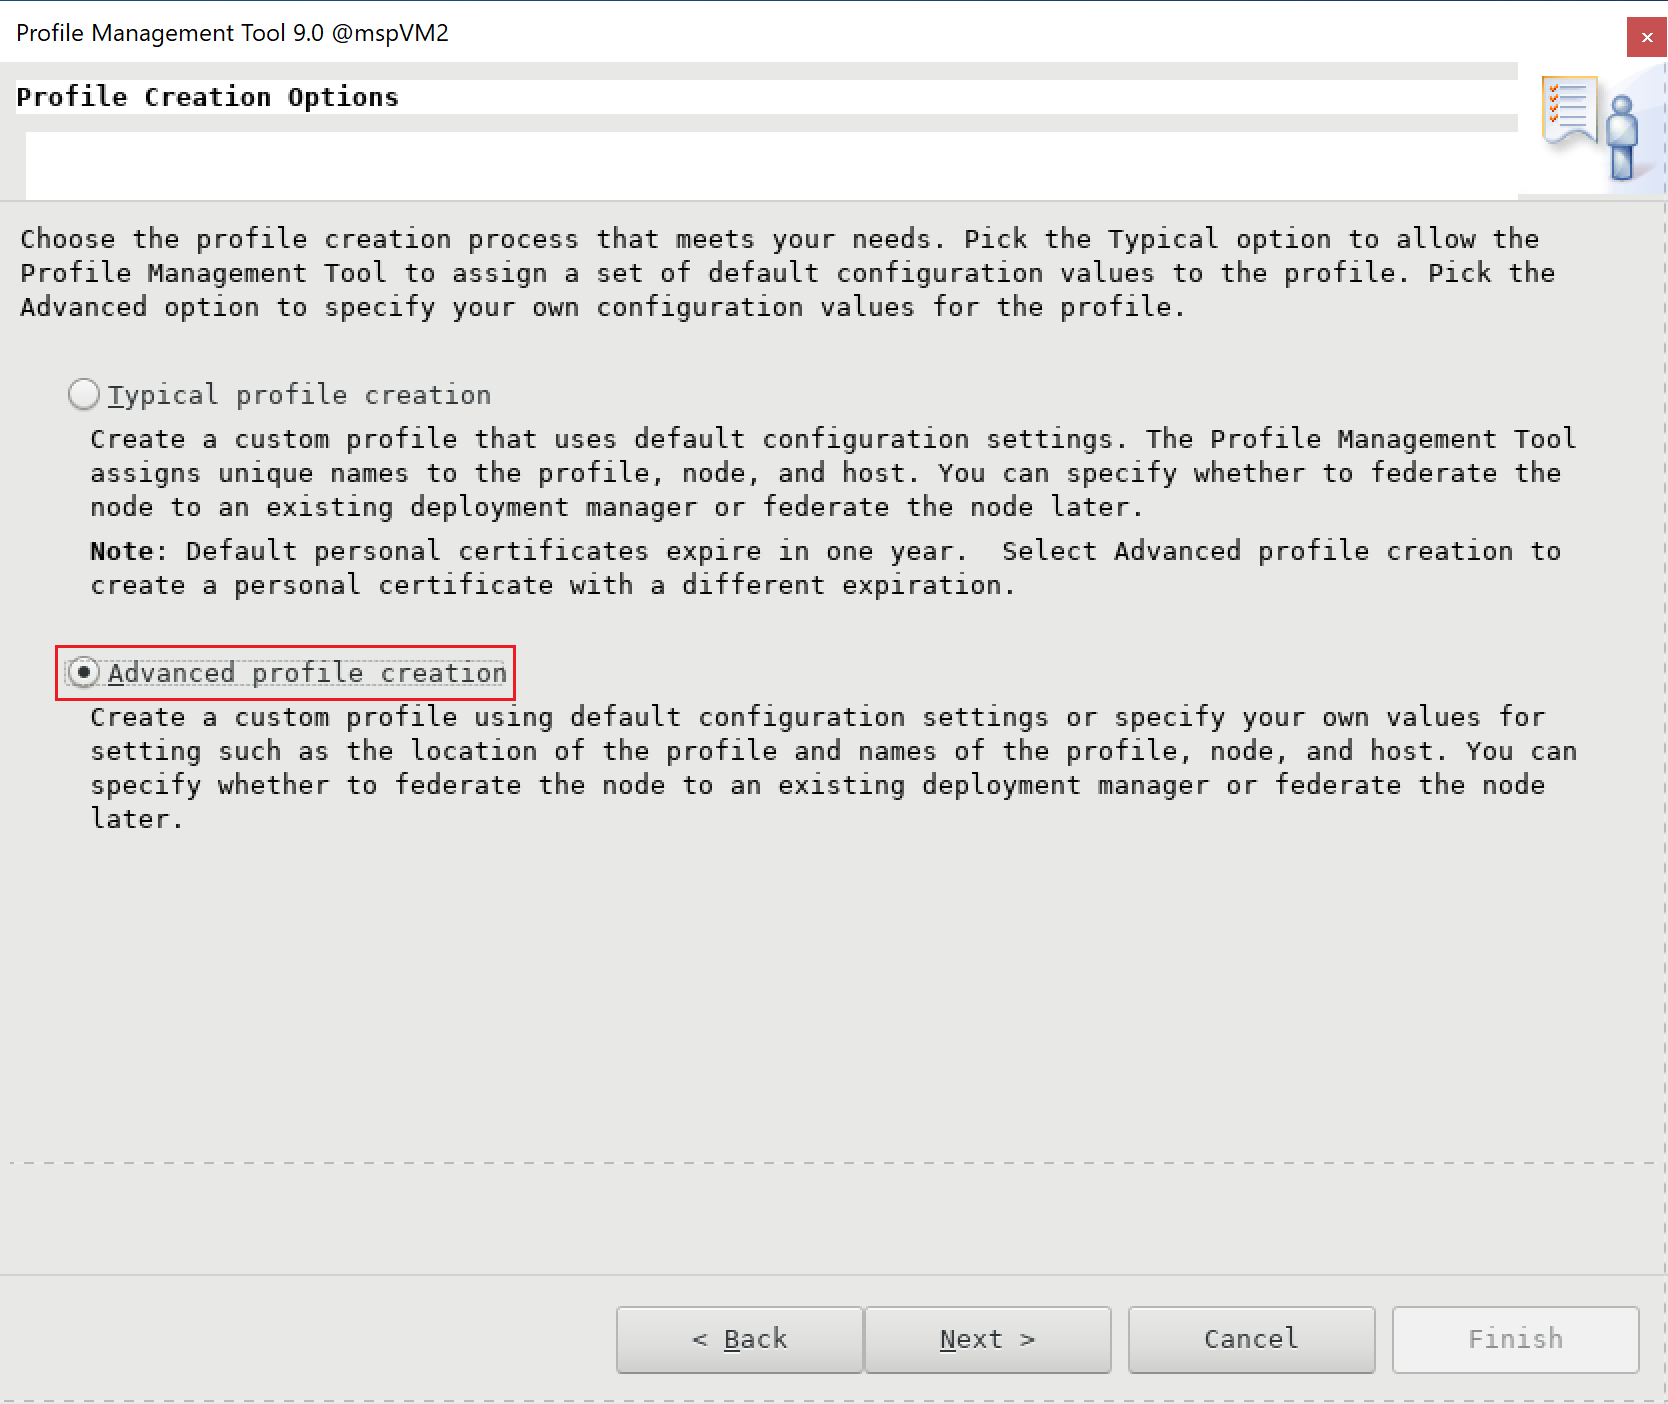 Profile Management Tool 9.0 @mspVM2
Profile Creation Options
Choose the profile creation process that meets your needs. Pick the Typical option to allow the
Profile Management Tool to assign a set of default configuration values to the profile. Pick the
Advanced option to specify your own configuration values for the profile.
Typical profile creation
Create a custom profile that uses default configuration settings. The Profile Management Tool
assigns unique names to the profile, node, and host. You can specify whether to federate the
node to an existing deployment manager or federate the node later.
Note: Default personal certificates expire in one year.  Select Advanced profile creation to
create a personal certificate with a different expiration.
Advanced profile creation
Create a custom profile using default configuration settings or specify your own values for
setting such as the location of the profile and names of the profile, node, and host. You can
specify whether to federate the node to an existing deployment manager or federate the node
later.
< Back Next > Cancel Finish